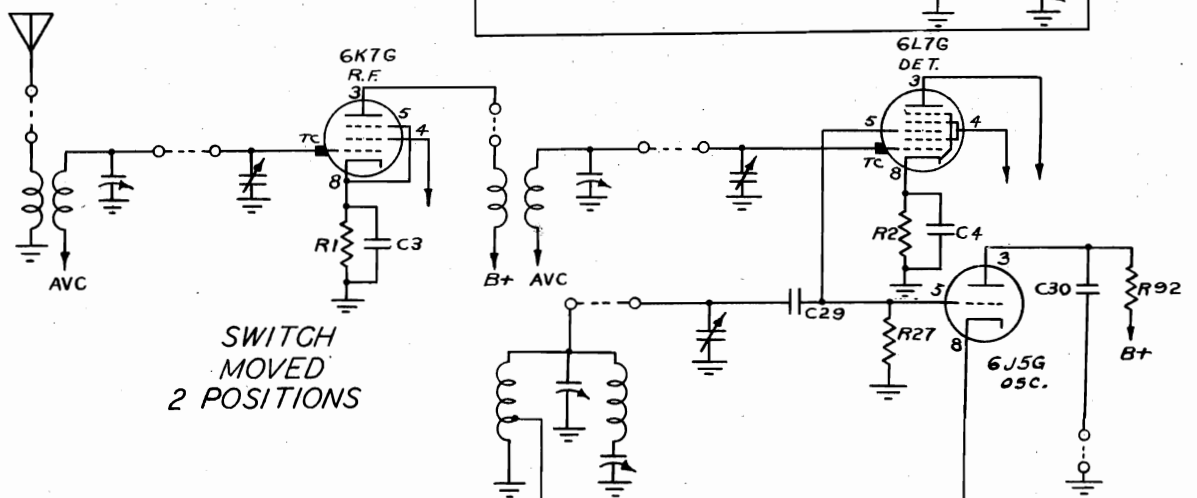 6K7G
R.F.
3
5
4
TC
8
R1
C3
AVC
B+
AVC
6L7G
DET.
3
5
4
TC
8
R2
C4
C29
R27
5
3
8
6J5G
OSC.
C30
R92
B+
SWITCH
MOVED
2 POSITIONS